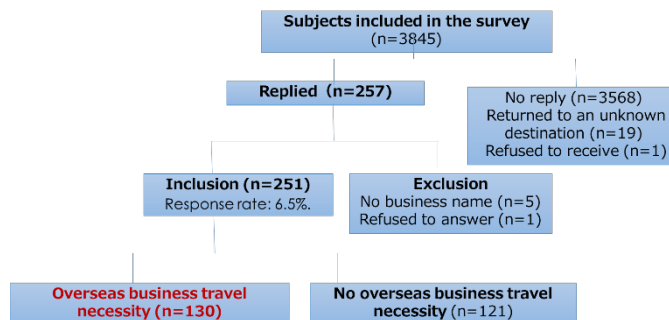 Subjects included in the survey
(n=3845)
Replied (n=257)
No reply (n=3568)
Returned to an unknown
destination (n=19)
Refused to receive (n=1)
Inclusion (n=251)
Response rate: 6.5%.
Exclusion
No business name (n=5)
Refused to answer (n=1)
Overseas business travel
necessity (n=130)
No overseas business travel
necessity (n=121)